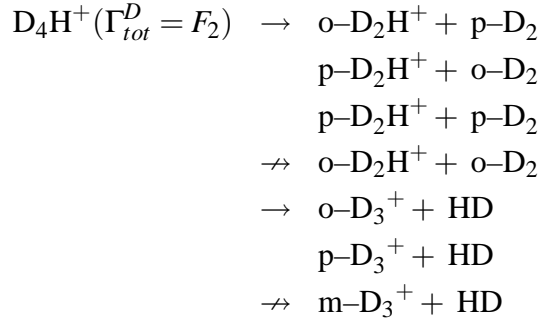 D₄H⁺(Γᴰₜₒₜ = F₂) → o–D₂H⁺ + p–D₂
p–D₂H⁺ + o–D₂
p–D₂H⁺ + p–D₂
↛ o–D₂H⁺ + o–D₂
→ o–D₃⁺ + HD
p–D₃⁺ + HD
↛ m–D₃⁺ + HD